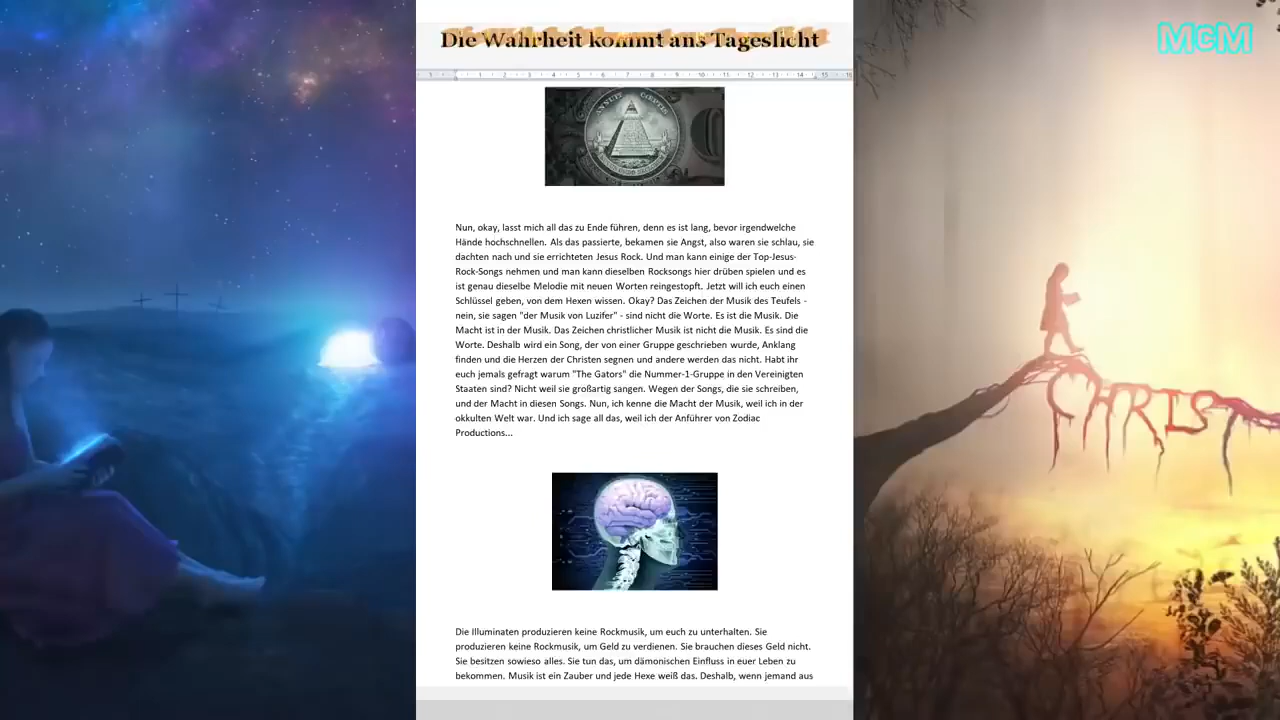 Die Wahrheit kommt ans Tageslicht
McM
ANNUIT CŒPTIS
Nun, okay, lasst mich all das zu Ende führen, denn es ist lang, bevor irgendwelche
Hände hochschnellen. Als das passierte, bekamen sie Angst, also waren sie schlau, sie
dachten nach und sie errichteten Jesus Rock. Und man kann einige der Top-Jesus-
Rock-Songs nehmen und man kann dieselben Rocksongs hier drüben spielen und es
ist genau dieselbe Melodie mit neuen Worten reingestopft. Jetzt will ich euch einen
Schlüssel geben, von dem Hexen wissen. Okay? Das Zeichen der Musik des Teufels -
nein, sie sagen "der Musik von Luzifer" - sind nicht die Worte. Es ist die Musik. Die
Macht ist in der Musik. Das Zeichen christlicher Musik ist nicht die Musik. Es sind die
Worte. Deshalb wird ein Song, der von einer Gruppe geschrieben wurde, Anklang
finden und die Herzen der Christen segnen und andere werden das nicht. Habt ihr
euch jemals gefragt warum "The Gators" die Nummer-1-Gruppe in den Vereinigten
Staaten sind? Nicht weil sie großartig sangen. Wegen der Songs, die sie schreiben,
und der Macht in diesen Songs. Nun, ich kenne die Macht der Musik, weil ich in der
okkulten Welt war. Und ich sage all das, weil ich der Anführer von Zodiac
Productions...
CHRIST
Die Illuminaten produzieren keine Rockmusik, um euch zu unterhalten. Sie
produzieren keine Rockmusik, um Geld zu verdienen. Sie brauchen dieses Geld nicht.
Sie besitzen sowieso alles. Sie tun das, um dämonischen Einfluss in euer Leben zu
bekommen. Musik ist ein Zauber und jede Hexe weiß das. Deshalb, wenn jemand aus